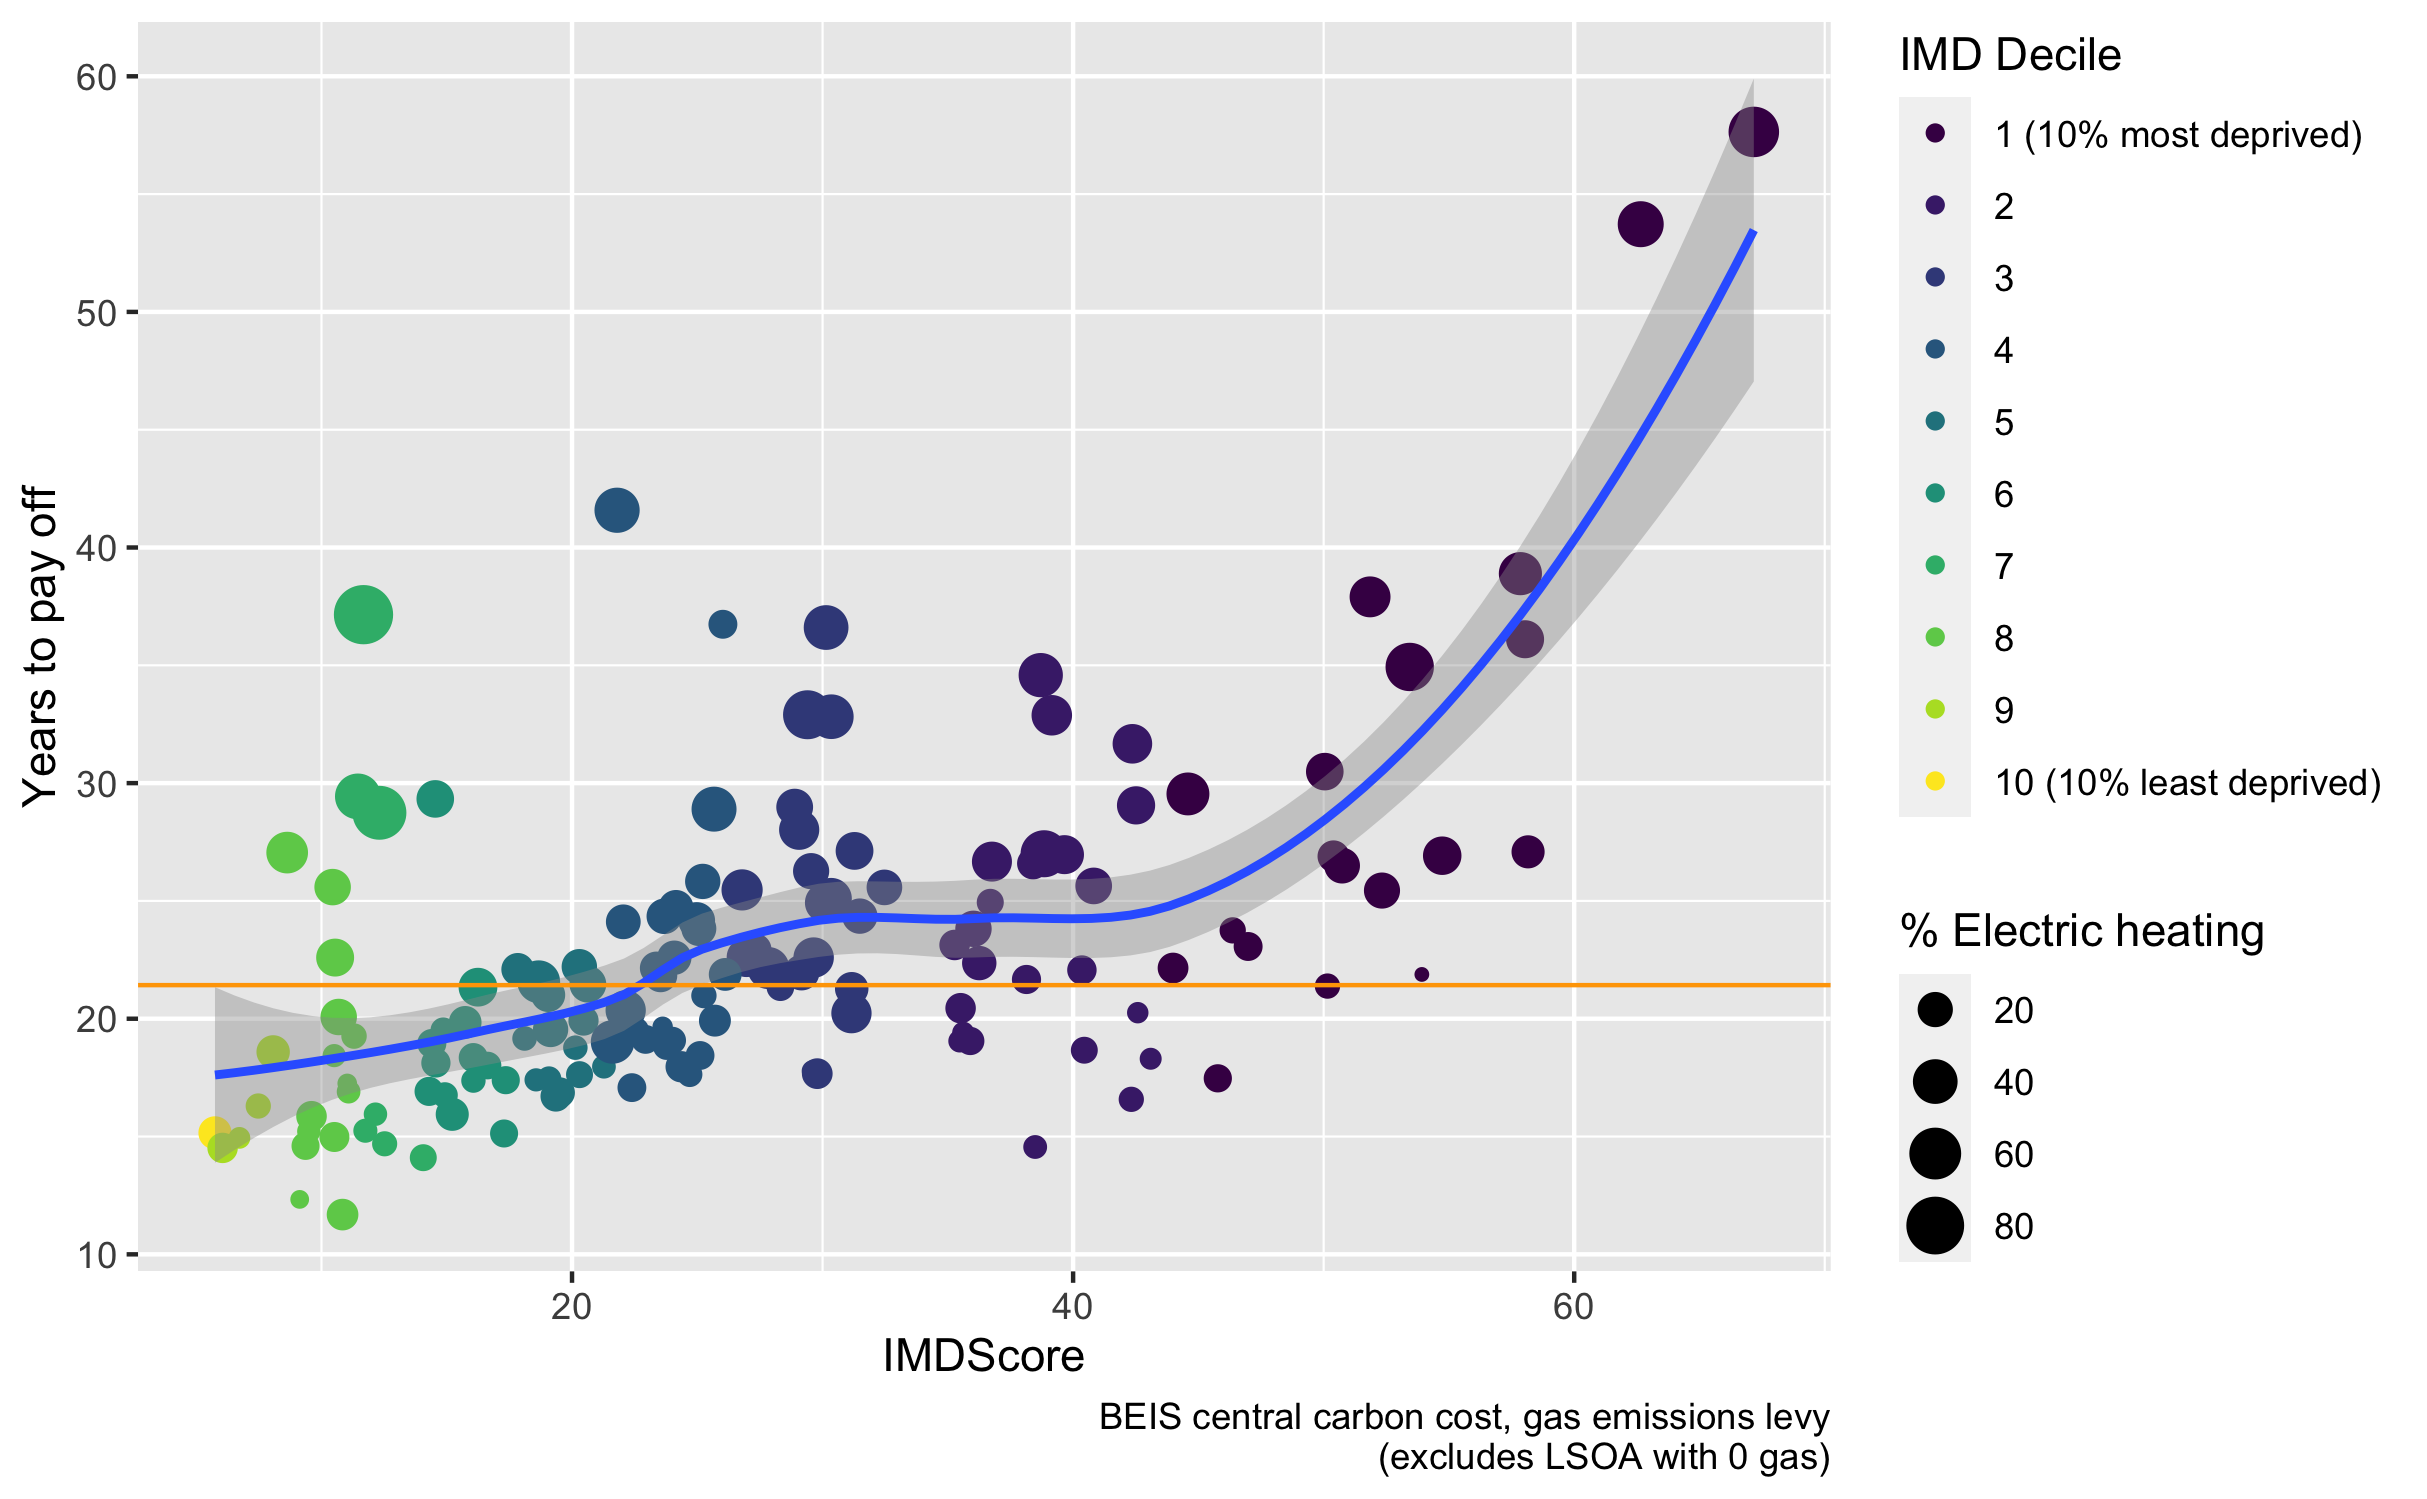 60
50
40
30
20
10
Years to pay off
20
40
60
IMDScore
BEIS central carbon cost, gas emissions levy
(excludes LSOA with 0 gas)
IMD Decile
1 (10% most deprived)
2
3
4
5
6
7
8
9
10 (10% least deprived)
% Electric heating
20
40
60
80